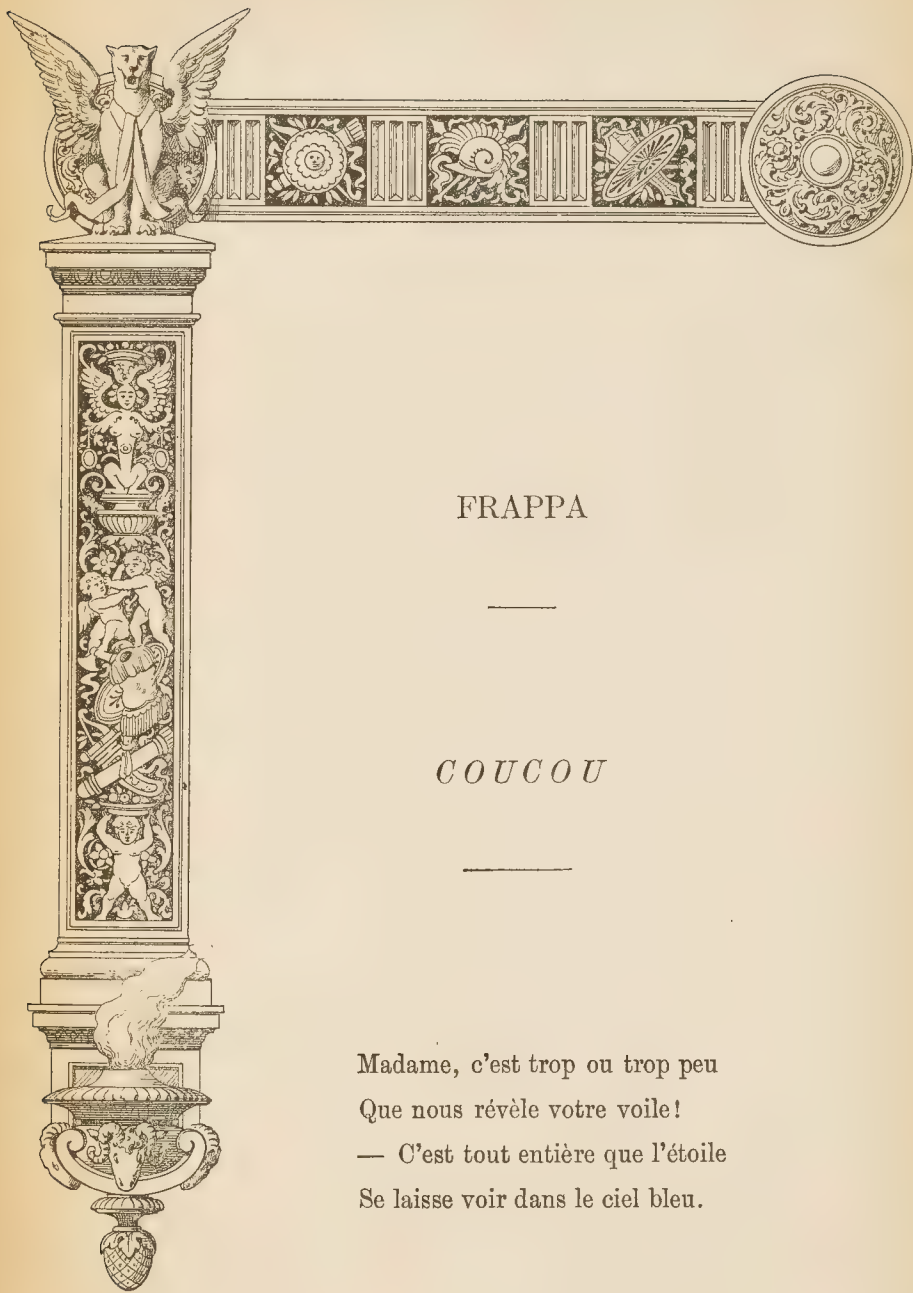 FRAPPA
COUCOU
Madame, c'est trop ou trop peu
Que nous révèle votre voile!
— C'est tout entière que l'étoile
Se laisse voir dans le ciel bleu.